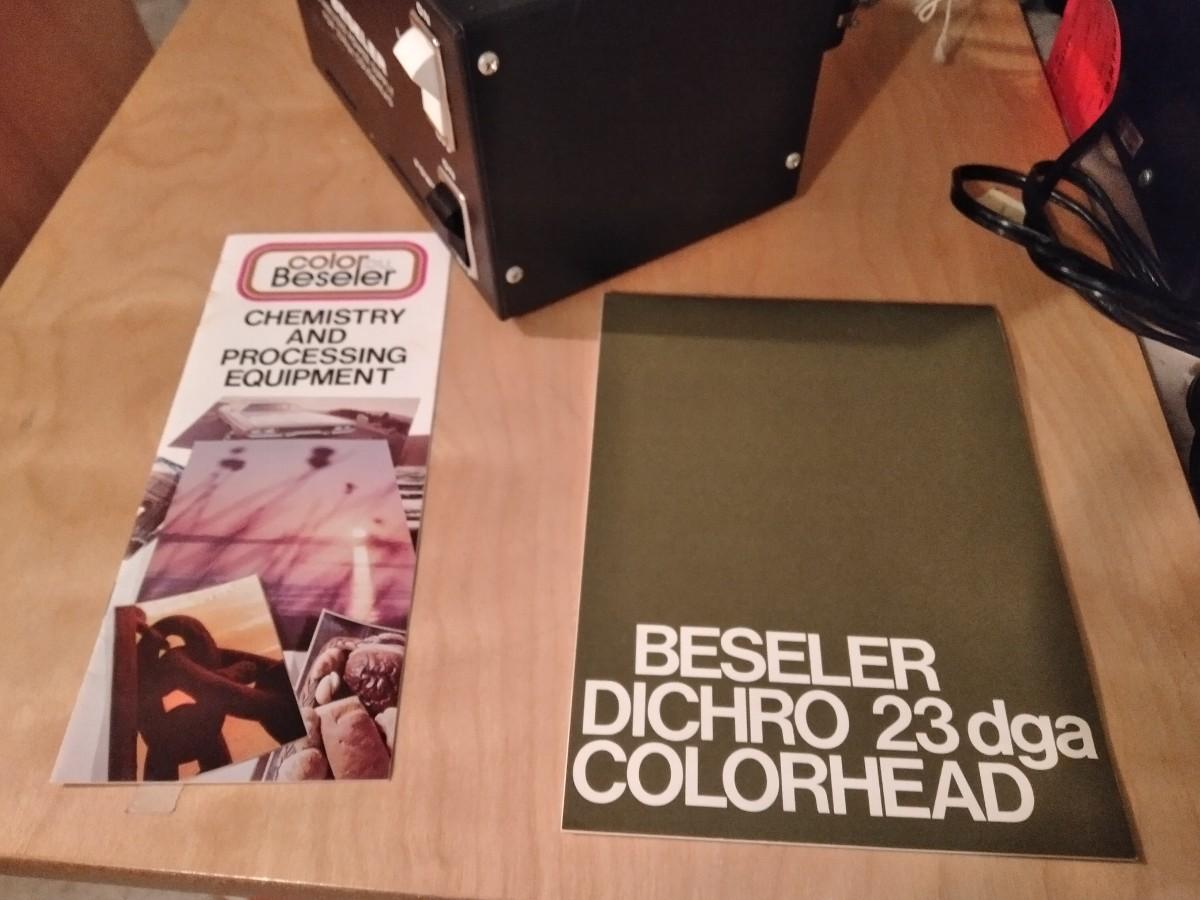 color
Beseler
CHEMISTRY
AND
PROCESSING
EQUIPMENT
BESELER
DICHRO 23 dga
COLORHEAD